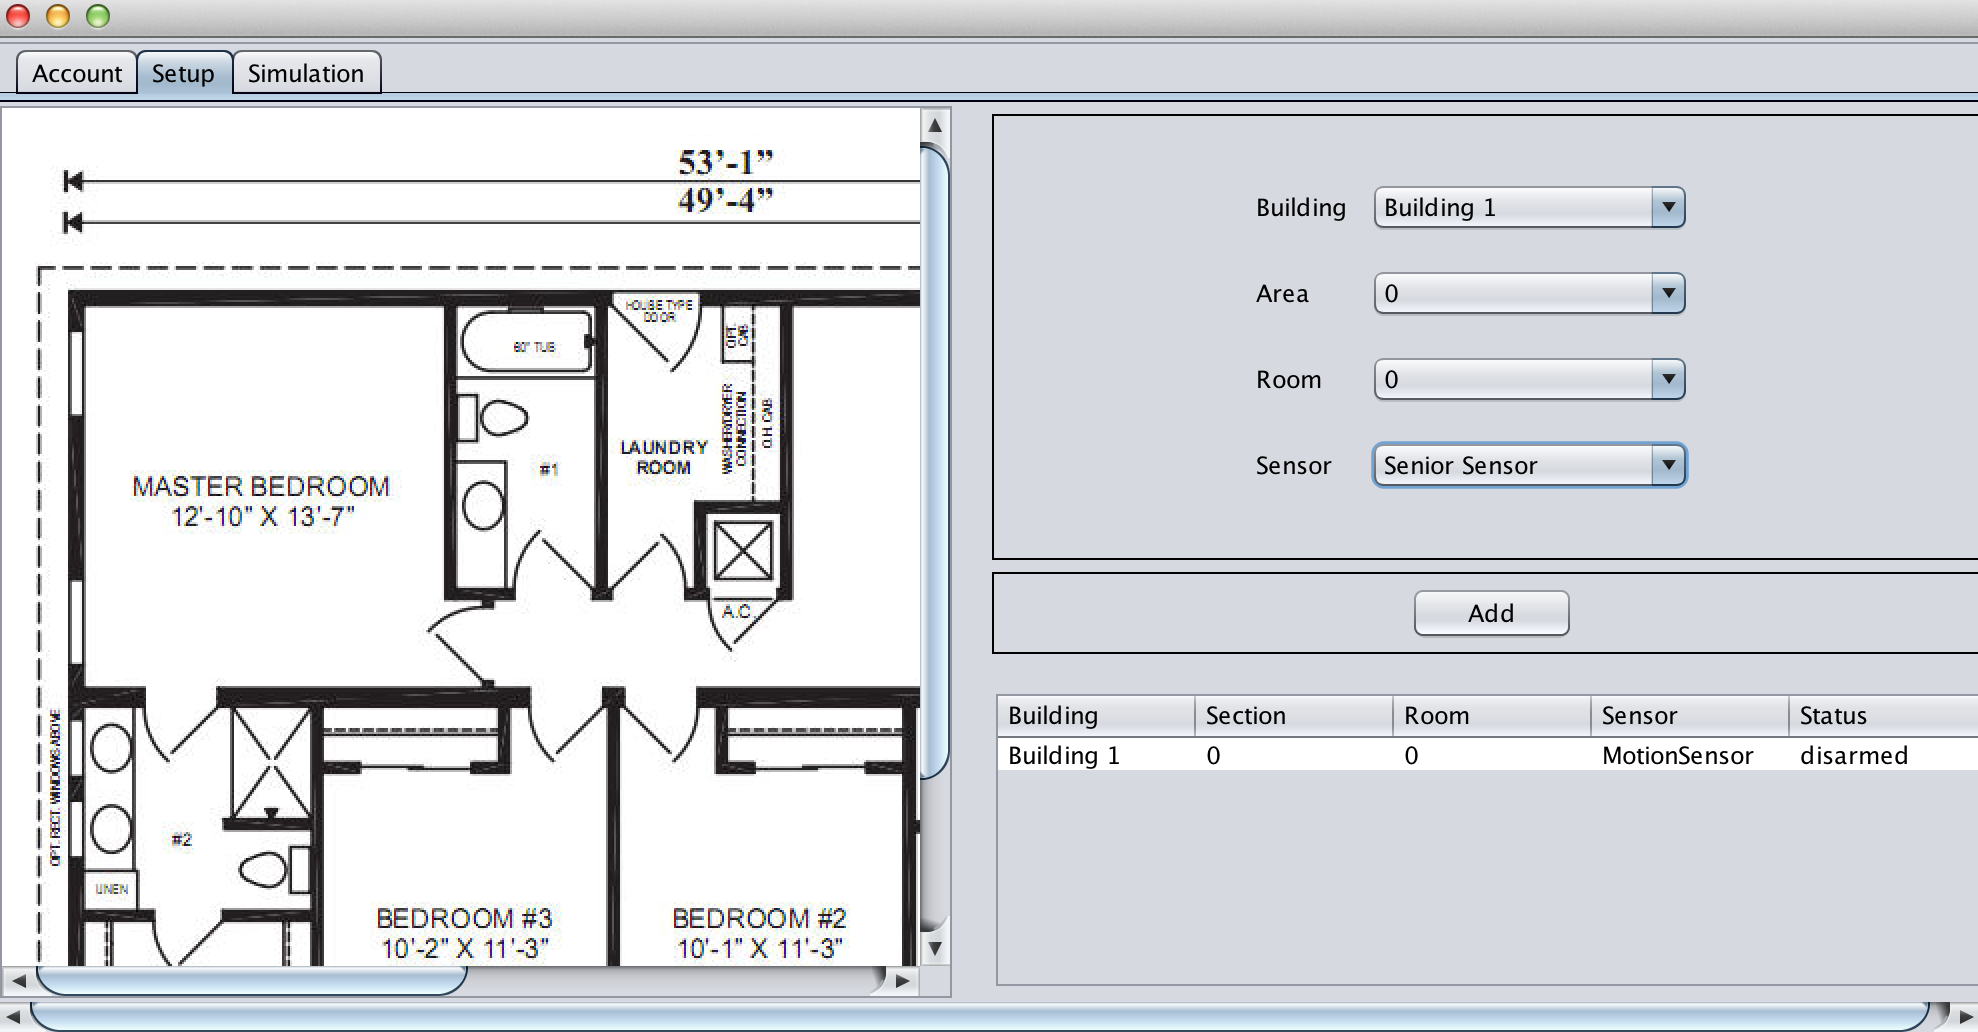 Account Setup Simulation
53’-1”
49’-4”
HOUSE TYPE
DOOR
60" TUB
OPT.
CAB
WASHER/DRYER
CONNECTION
O.H. CAB
LAUNDRY
ROOM
#1
MASTER BEDROOM
12'-10" X 13'-7"
A.C.
OPT. RECT. WINDOWS ABOVE
#2
LINEN
BEDROOM #3
10'-2" X 11'-3"
BEDROOM #2
10'-1" X 11'-3"
Building Building 1
Area 0
Room 0
Sensor Senior Sensor
Add
Building Section Room Sensor Status
Building 1 0 0 MotionSensor disarmed